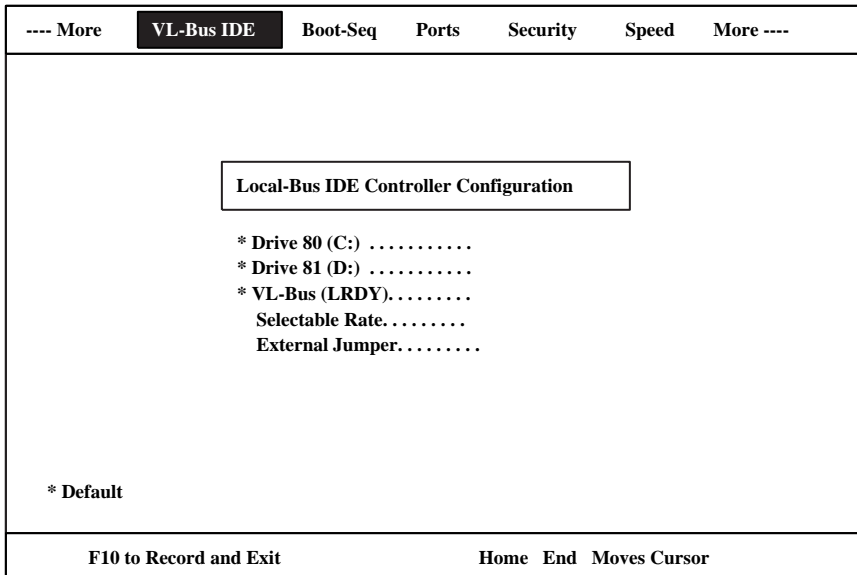 ---- More VL-Bus IDE Boot-Seq Ports Security Speed More ----
Local-Bus IDE Controller Configuration
* Drive 80 (C:) . . . . . . . . . . .
* Drive 81 (D:) . . . . . . . . . . .
* VL-Bus (LRDY). . . . . . . . .
Selectable Rate. . . . . . . . .
External Jumper. . . . . . . . .
* Default
F10 to Record and Exit Home End Moves Cursor